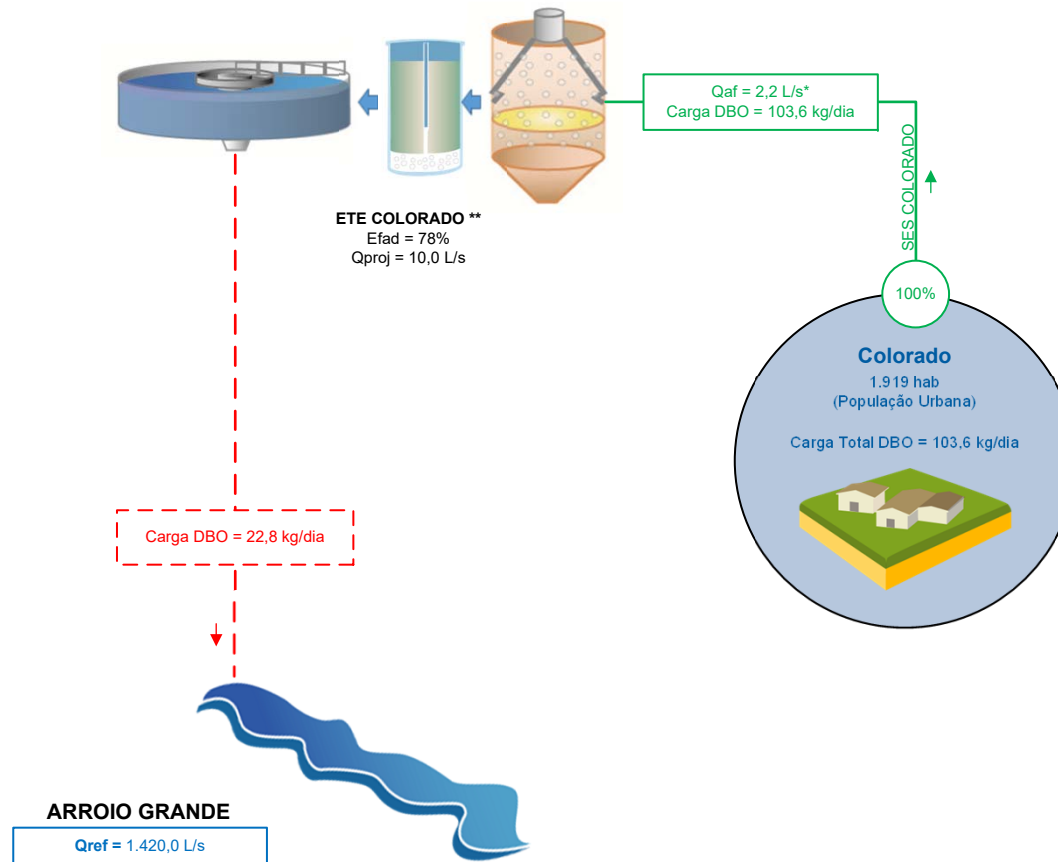 Qaf = 2,2 L/s*
Carga DBO = 103,6 kg/dia
SES COLORADO
ETE COLORADO **
Efad = 78%
Qproj = 10,0 L/s
100%
Colorado
1.919 hab
(População Urbana)
Carga Total DBO = 103,6 kg/dia
Carga DBO = 22,8 kg/dia
ARROIO GRANDE
Qref = 1.420,0 L/s